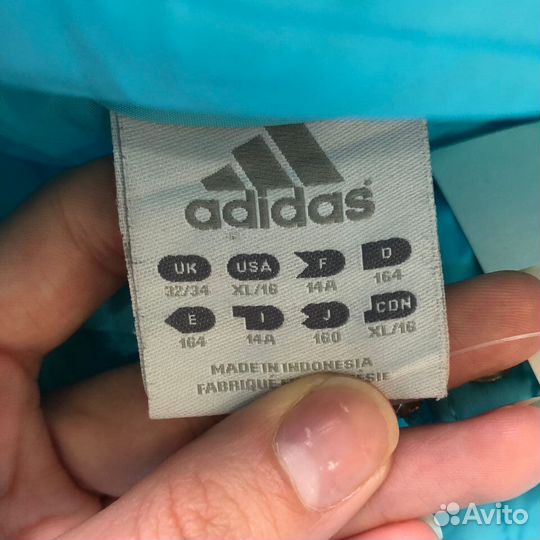 adidas®
UK USA F D
32/34 XL/16 14A 164
E I J CDN
164 14A 160 XL/16
MADE IN INDONESIA
FABRIQUÉ
Avito